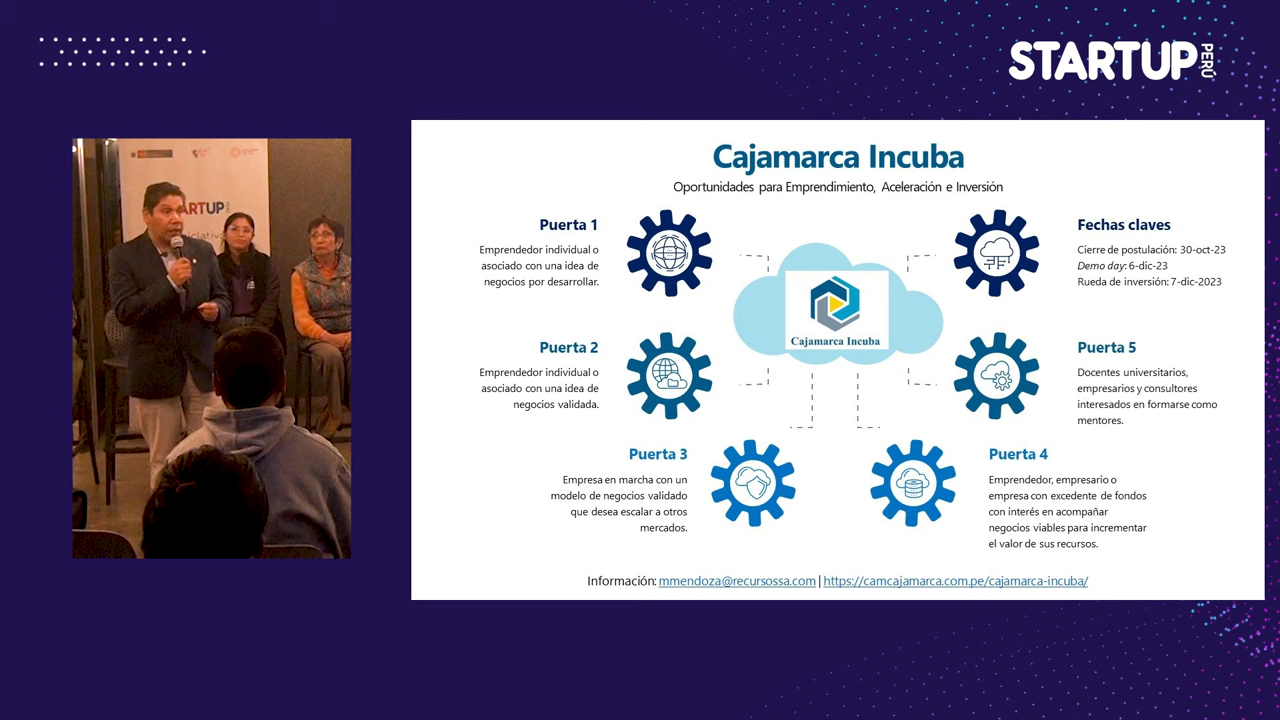 STARTUP PERÚ
ARTUP
iniciativa
Cajamarca Incuba
Oportunidades para Emprendimiento, Aceleración e Inversión
Puerta 1
Emprendedor individual o
asociado con una idea de
negocios por desarrollar.
Puerta 2
Emprendedor individual o
asociado con una idea de
negocios validada.
Puerta 3
Empresa en marcha con un
modelo de negocios validado
que desea escalar a otros
mercados.
Cajamarca Incuba
Fechas claves
Cierre de postulación: 30-oct-23
Demo day: 6-dic-23
Rueda de inversión: 7-dic-2023
Puerta 5
Docentes universitarios,
empresarios y consultores
interesados en formarse como
mentores.
Puerta 4
Emprendedor, empresario o
empresa con excedente de fondos
con interés en acompañar
negocios viables para incrementar
el valor de sus recursos.
Información: mmendoza@recursossa.com | https://camcajamarca.com.pe/cajamarca-incuba/